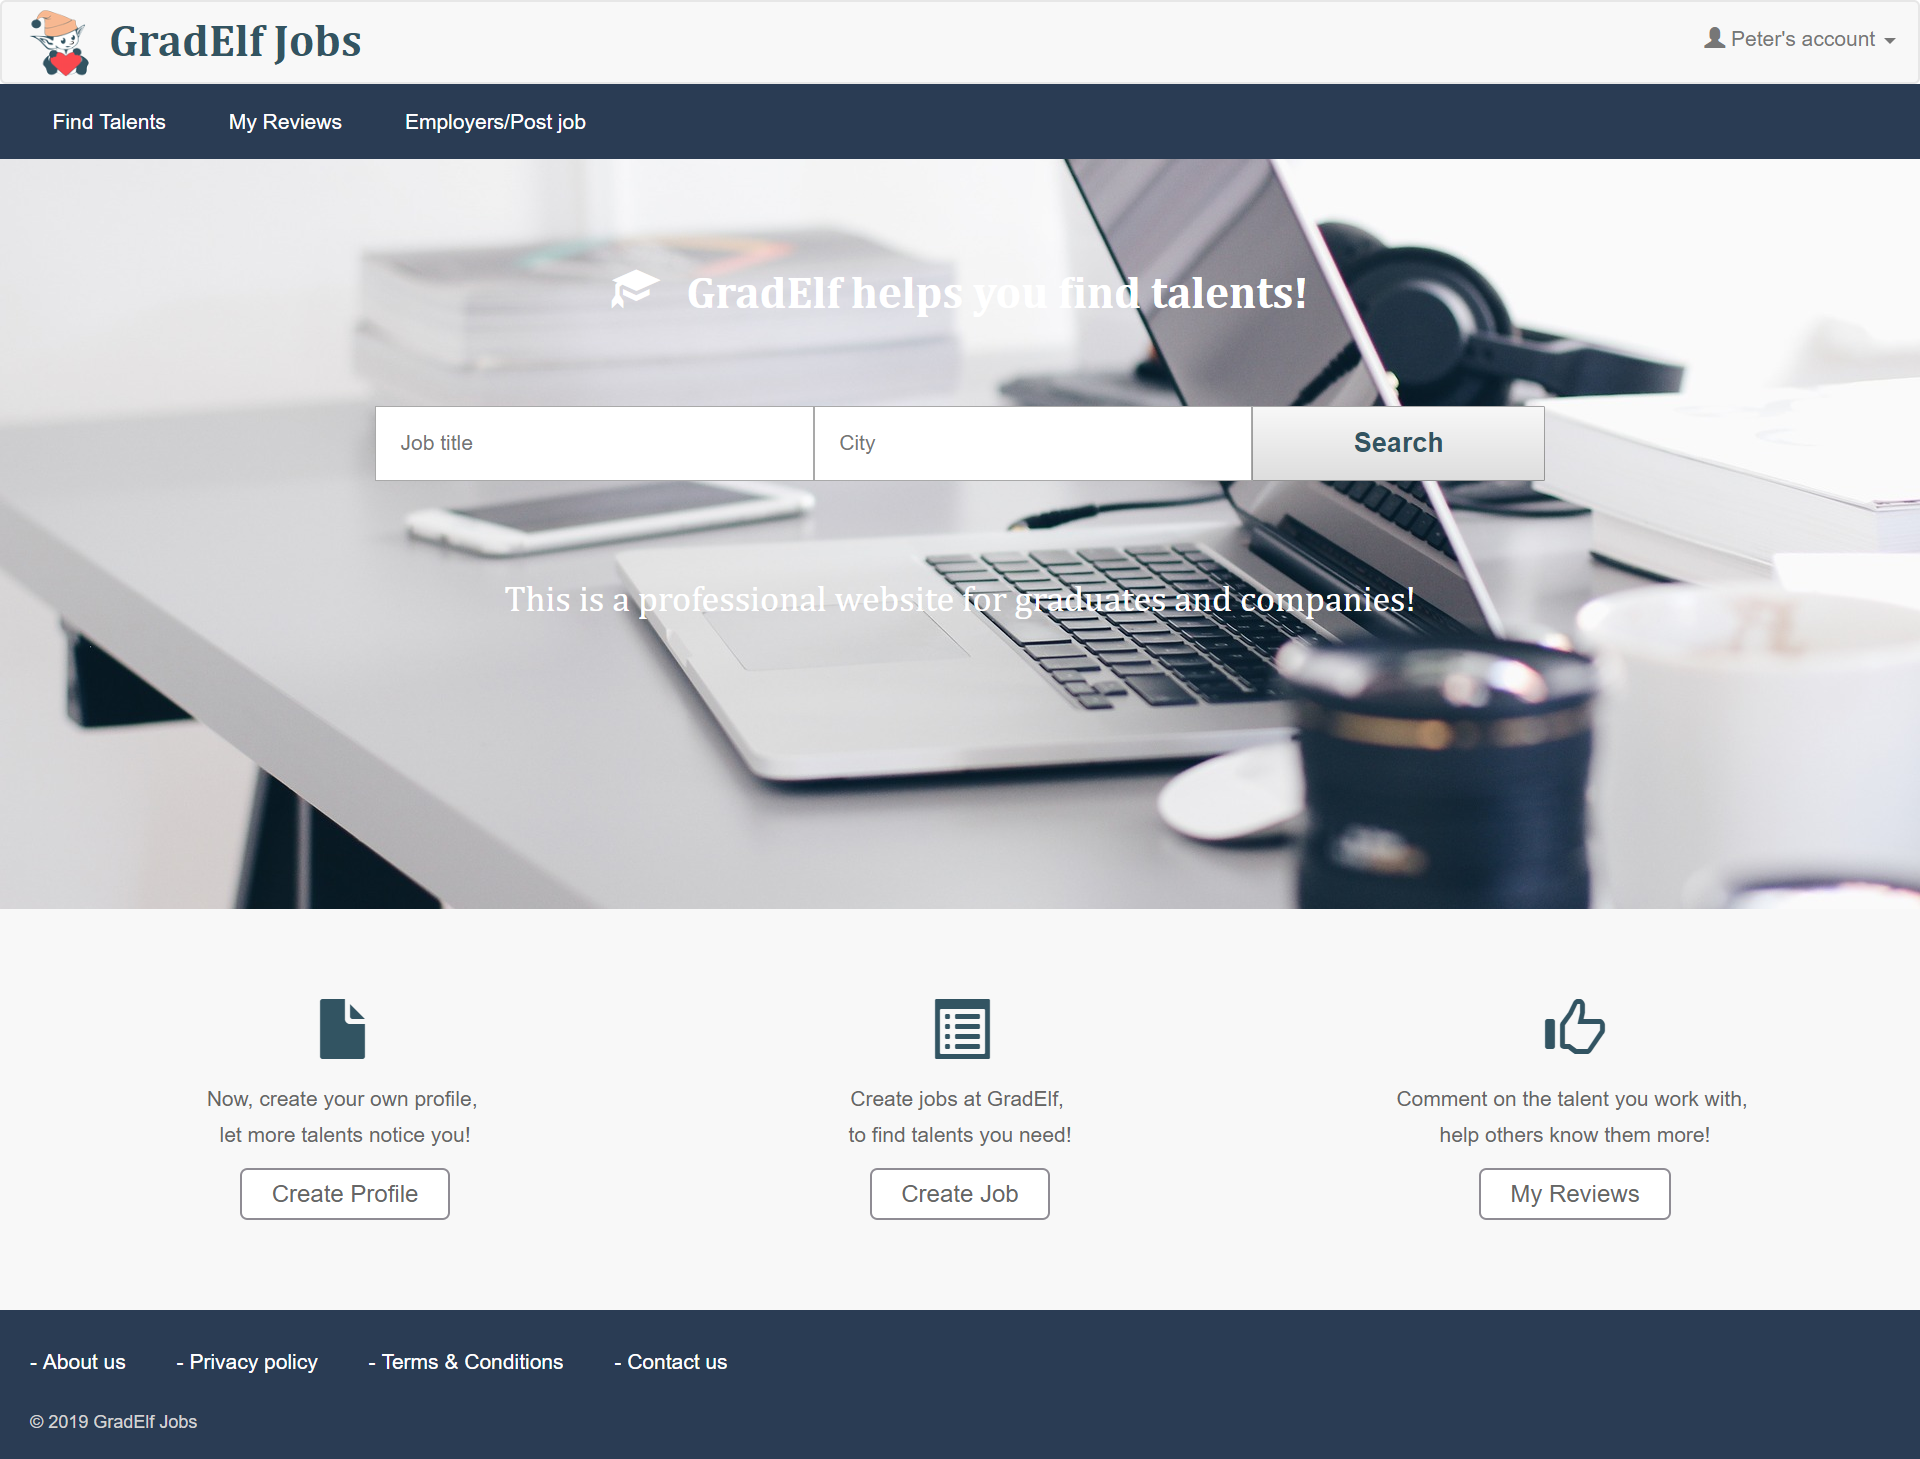 GradElf Jobs
Peter's account
Find Talents
My Reviews
Employers/Post job
GradElf helps you find talents!
Job title
City
Search
This is a professional website for graduates and companies!
Now, create your own profile,
let more talents notice you!
Create Profile
Create jobs at GradElf,
to find talents you need!
Create Job
Comment on the talent you work with,
help others know them more!
My Reviews
- About us
- Privacy policy
- Terms & Conditions
- Contact us
© 2019 GradElf Jobs